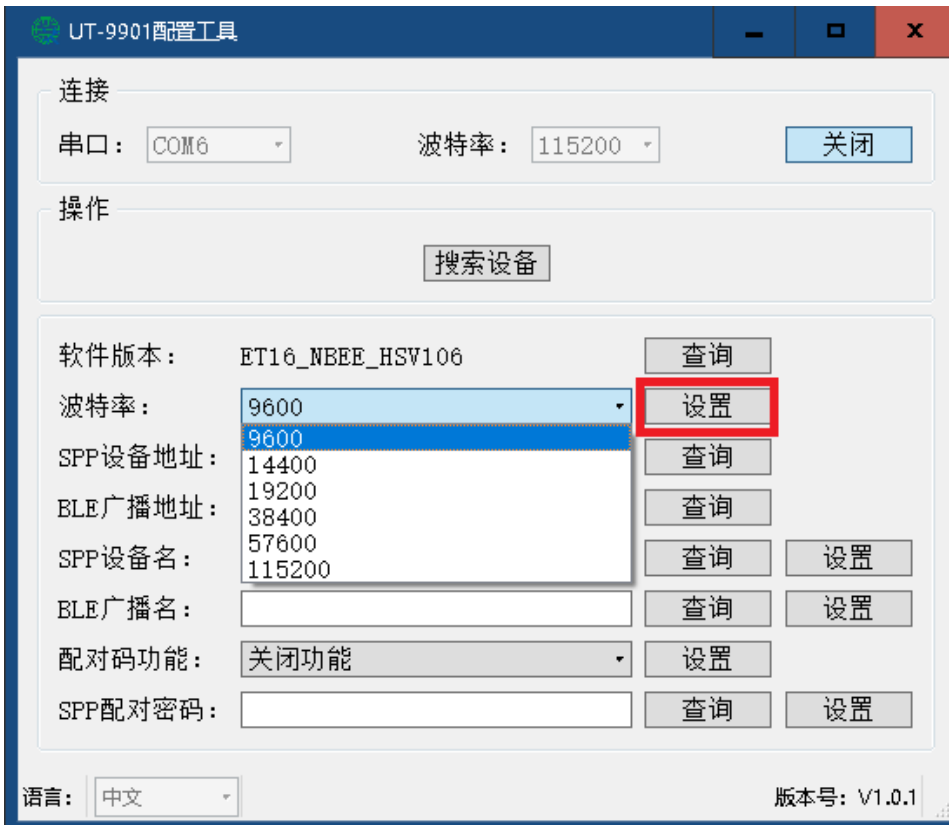 UT-9901配置工具
连接
串口： COM6 波特率： 115200 关闭
操作
搜索设备
软件版本： ET16_NBEE_HSV106 查询
波特率： 9600 设置
9600
SPP设备地址： 14400 查询
19200
BLE广播地址： 38400 查询
57600
SPP设备名： 查询 设置
115200
BLE广播名： 查询 设置
配对码功能： 关闭功能 设置
SPP配对密码： 查询 设置
语言： 中文 版本号： V1.0.1